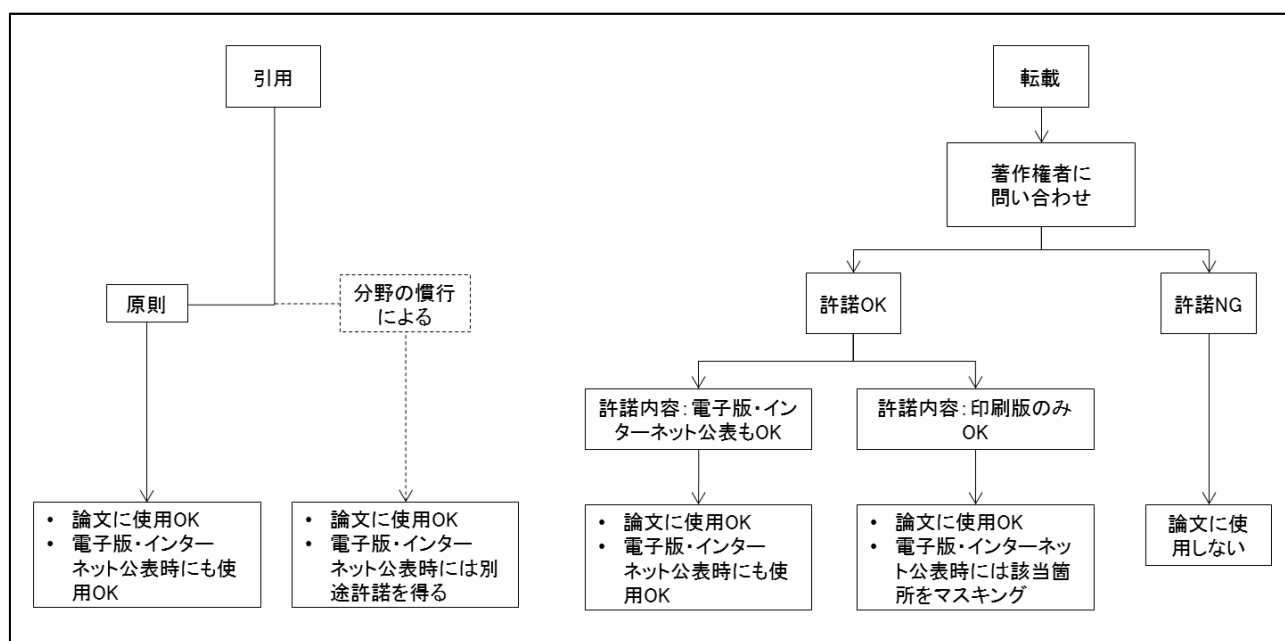 引用
転載
著作権者に
問い合わせ
原則
分野の慣行
による
許諾OK
許諾NG
許諾内容：電子版・イン
ターネット公表もOK
許諾内容：印刷版のみ
OK
• 論文に使用OK
• 電子版・インター
ネット公表時にも使
用OK
• 論文に使用OK
• 電子版・インター
ネット公表時には別
途許諾を得る
• 論文に使用OK
• 電子版・インター
ネット公表時にも使
用OK
• 論文に使用OK
• 電子版・インターネッ
ト公表時には該当箇
所をマスキング
論文に使
用しない